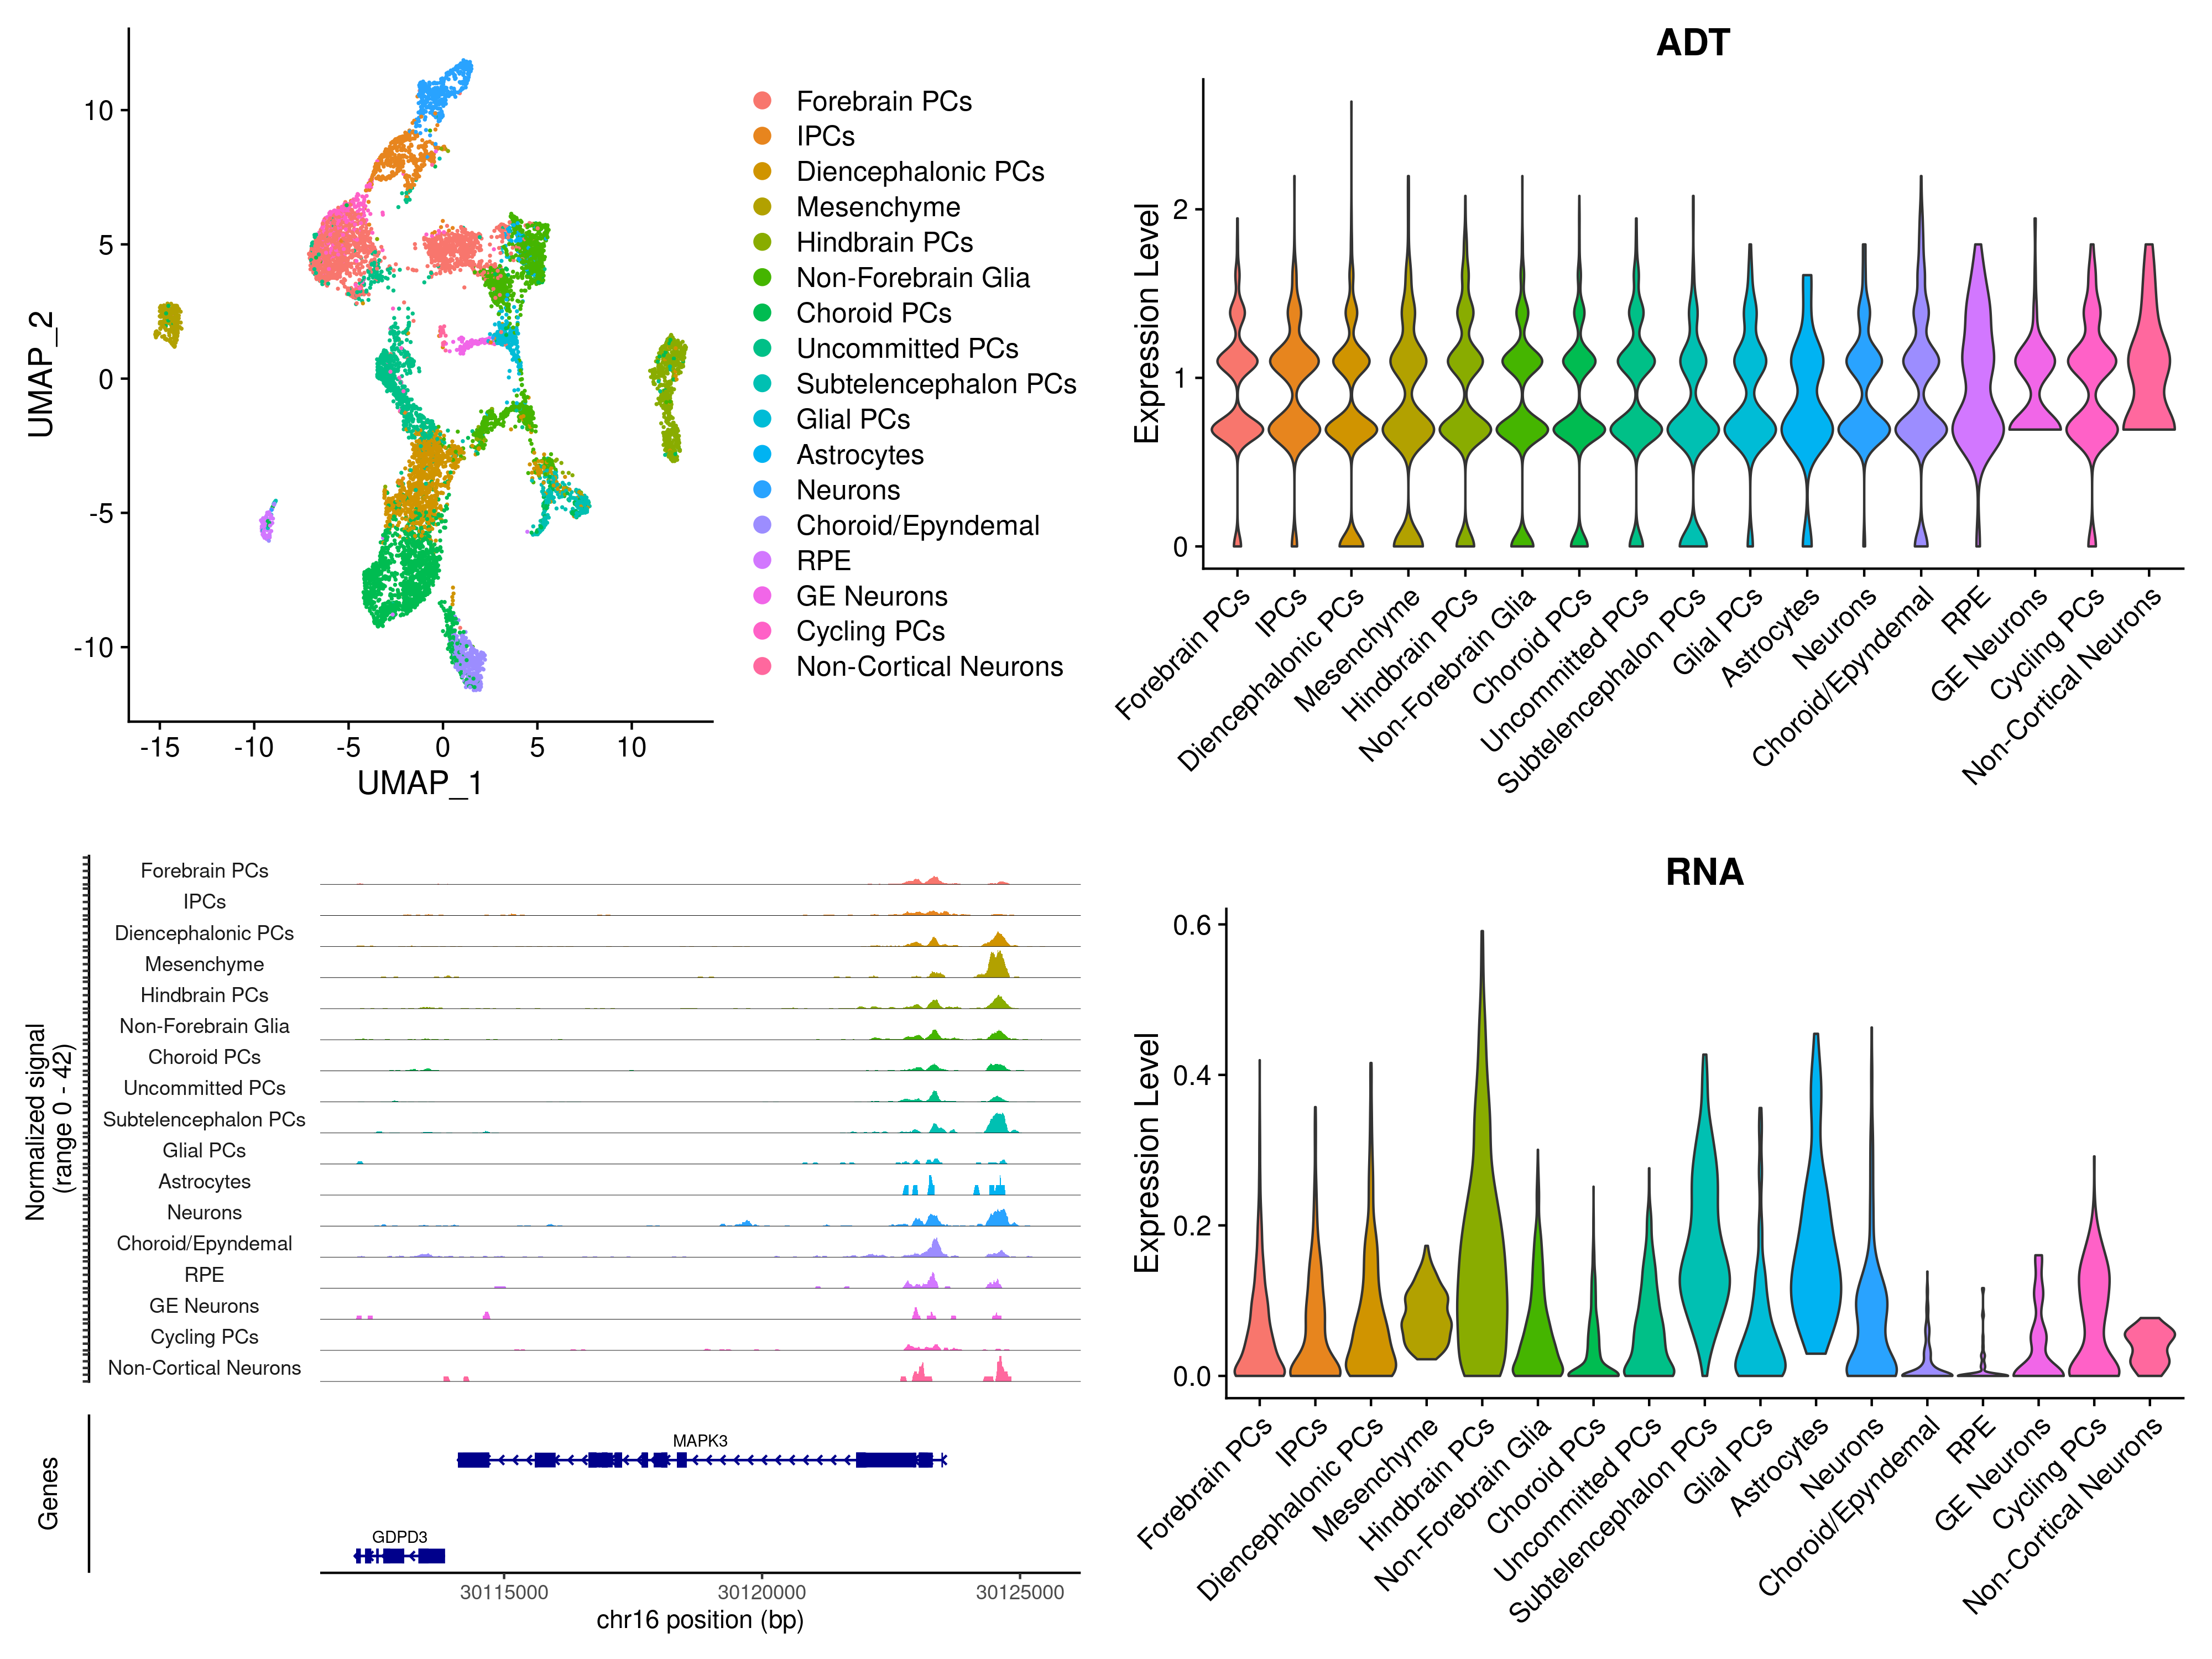 10
5
0
-5
-10
UMAP_2
-15 -10 -5 0 5 10
UMAP_1
Forebrain PCs
IPCs
Diencephalonic PCs
Mesenchyme
Hindbrain PCs
Non-Forebrain Glia
Choroid PCs
Uncommitted PCs
Subtelencephalon PCs
Glial PCs
Astrocytes
Neurons
Choroid/Epyndemal
RPE
GE Neurons
Cycling PCs
Non-Cortical Neurons
ADT
Expression Level
2
1
0
Forebrain PCs
IPCs
Diencephalonic PCs
Mesenchyme
Hindbrain PCs
Non-Forebrain Glia
Choroid PCs
Uncommitted PCs
Subtelencephalon PCs
Glial PCs
Astrocytes
Neurons
Choroid/Epyndemal
RPE
GE Neurons
Cycling PCs
Non-Cortical Neurons
Normalized signal
(range 0 - 42)
Forebrain PCs
IPCs
Diencephalonic PCs
Mesenchyme
Hindbrain PCs
Non-Forebrain Glia
Choroid PCs
Uncommitted PCs
Subtelencephalon PCs
Glial PCs
Astrocytes
Neurons
Choroid/Epyndemal
RPE
GE Neurons
Cycling PCs
Non-Cortical Neurons
Genes
MAPK3
GDPD3
30115000 30120000 30125000
chr16 position (bp)
RNA
Expression Level
0.6
0.4
0.2
0.0
Forebrain PCs
IPCs
Diencephalonic PCs
Mesenchyme
Hindbrain PCs
Non-Forebrain Glia
Choroid PCs
Uncommitted PCs
Subtelencephalon PCs
Glial PCs
Astrocytes
Neurons
Choroid/Epyndemal
RPE
GE Neurons
Cycling PCs
Non-Cortical Neurons